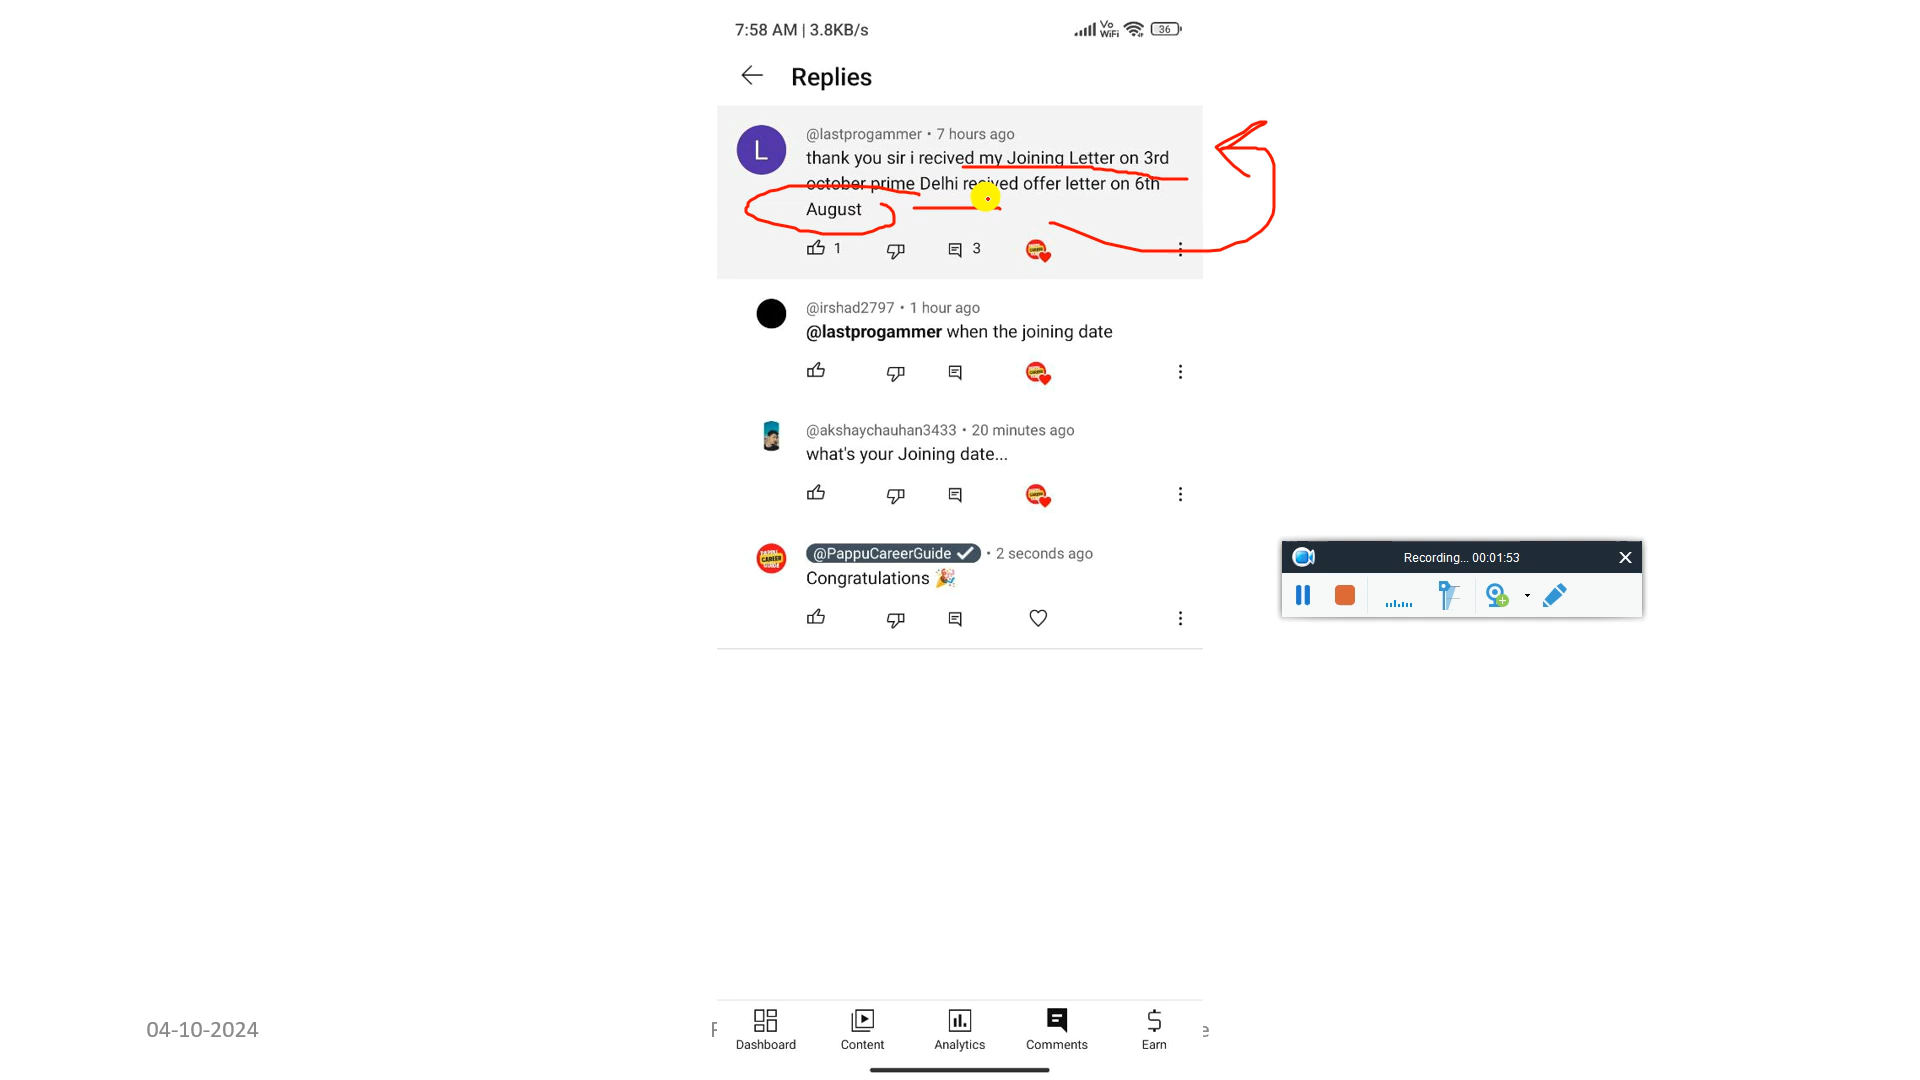 7:58 AM | 3.8KB/s
Vo
WiFi
36
Replies
L
@lastprogammer • 7 hours ago
thank you sir i recived my Joining Letter on 3rd
october prime Delhi recived offer letter on 6th
August
1
3
@irshad2797 • 1 hour ago
@lastprogammer when the joining date
@akshaychauhan3433 • 20 minutes ago
what's your Joining date...
@PappuCareerGuide • 2 seconds ago
Congratulations 🎉
Recording... 00:01:53
04-10-2024
Dashboard
Content
Analytics
Comments
Earn